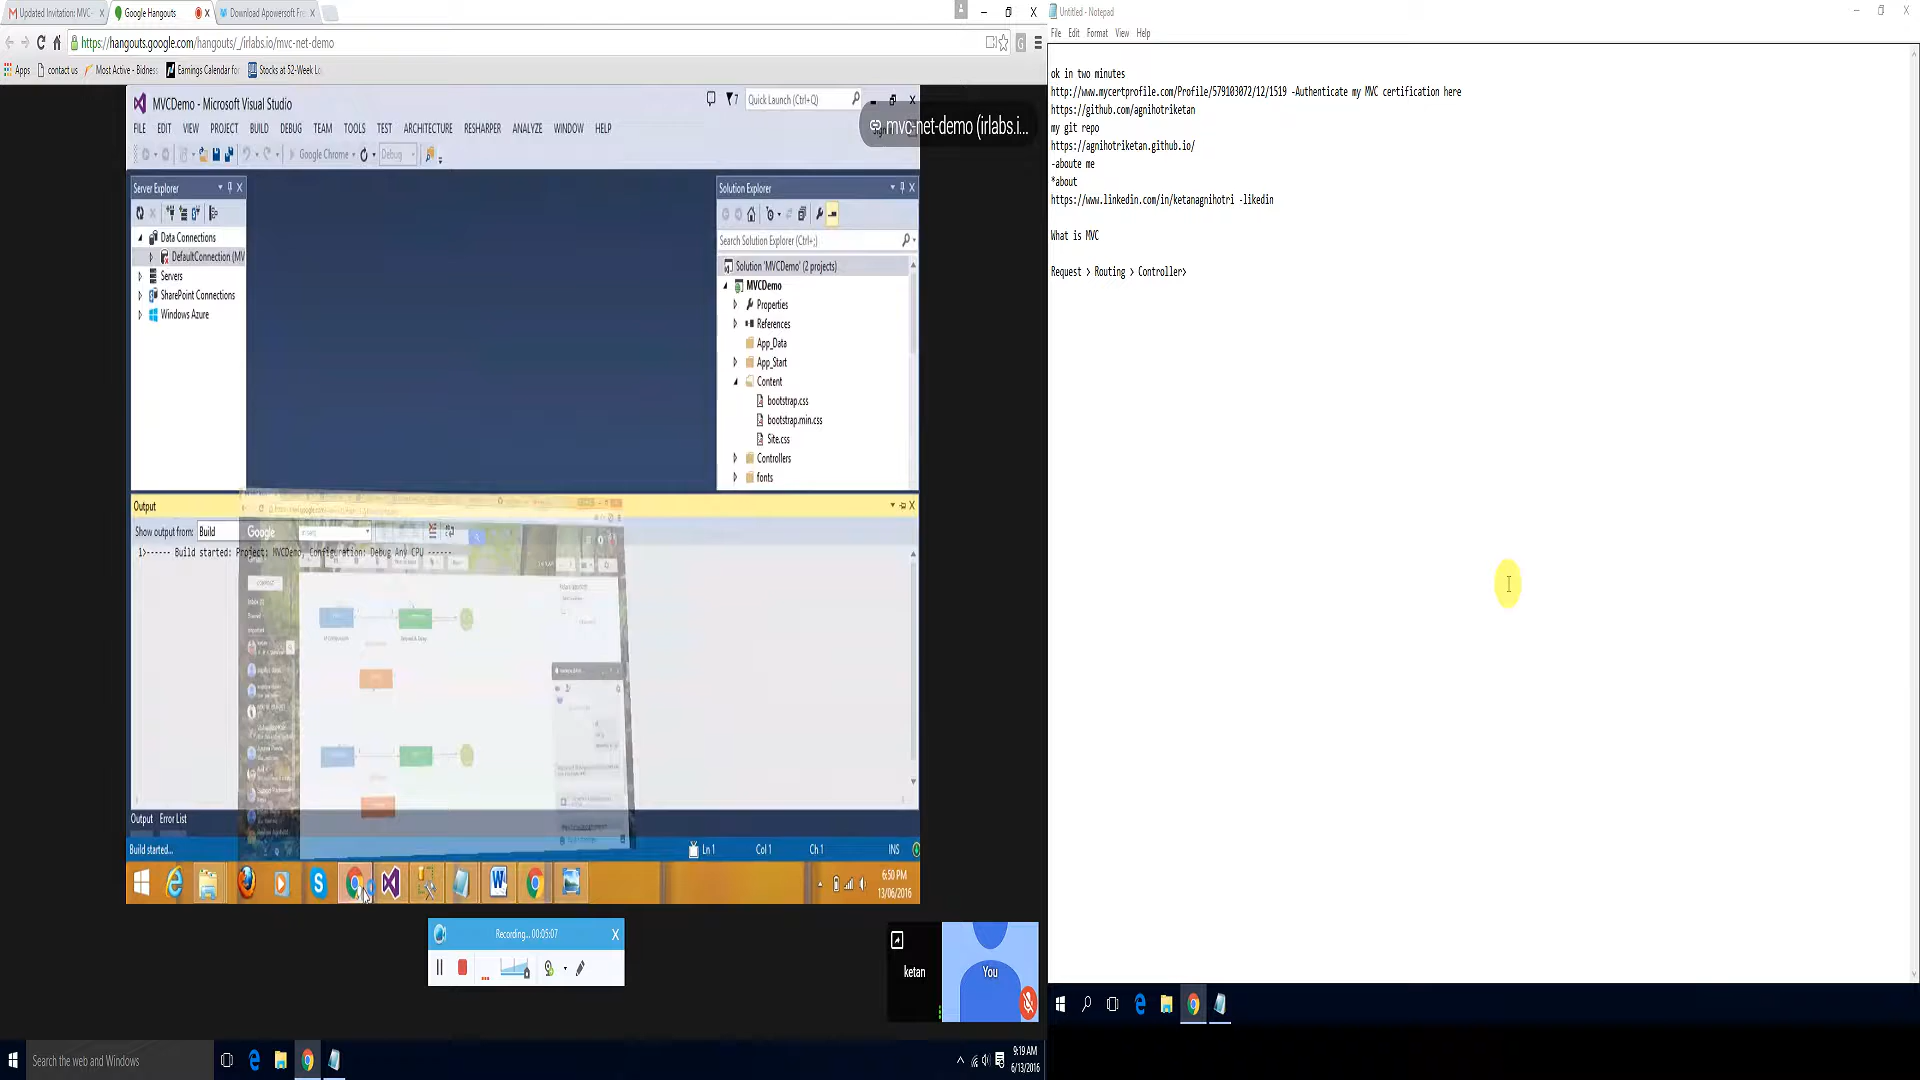 Updated Invitation: MVC-
Google Hangouts
Download Apowersoft Fre
https://hangouts.google.com/hangouts/_/irlabs.io/mvc-net-demo
Apps
contact us
Most Active - Bidness
Earnings Calendar for
Stocks at 52-Week Lo
MVCDemo - Microsoft Visual Studio
7
Quick Launch (Ctrl+Q)
mvc-net-demo (irlabs.i...
FILE EDIT VIEW PROJECT BUILD DEBUG TEAM TOOLS TEST ARCHITECTURE RESHARPER ANALYZE WINDOW HELP
Google Chrome
Debug
Server Explorer
Data Connections
DefaultConnection (MV
Servers
SharePoint Connections
Windows Azure
Solution Explorer
Search Solution Explorer (Ctrl+;)
Solution 'MVCDemo' (2 projects)
MVCDemo
Properties
References
App_Data
App_Start
Content
bootstrap.css
bootstrap.min.css
Site.css
Controllers
fonts
Output
Show output from: Build
Google
1>------ Build started: Project: MVCDemo, Configuration: Debug Any CPU ------
Output Error List
Build started...
Ln 1 Col 1 Ch 1 INS
6:50 PM
13/06/2016
Recording... 00:05:07
ketan
You
Search the web and Windows
9:19 AM
6/13/2016
Untitled - Notepad
File Edit Format View Help
ok in two minutes
http://www.mycertprofile.com/Profile/579103072/12/1519 -Authenticate my MVC certification here
https://github.com/agnihotriketan
my git repo
https://agnihotriketan.github.io/
-aboute me
*about
https://www.linkedin.com/in/ketanagnihotri -likedin
What is MVC
Request > Routing > Controller>